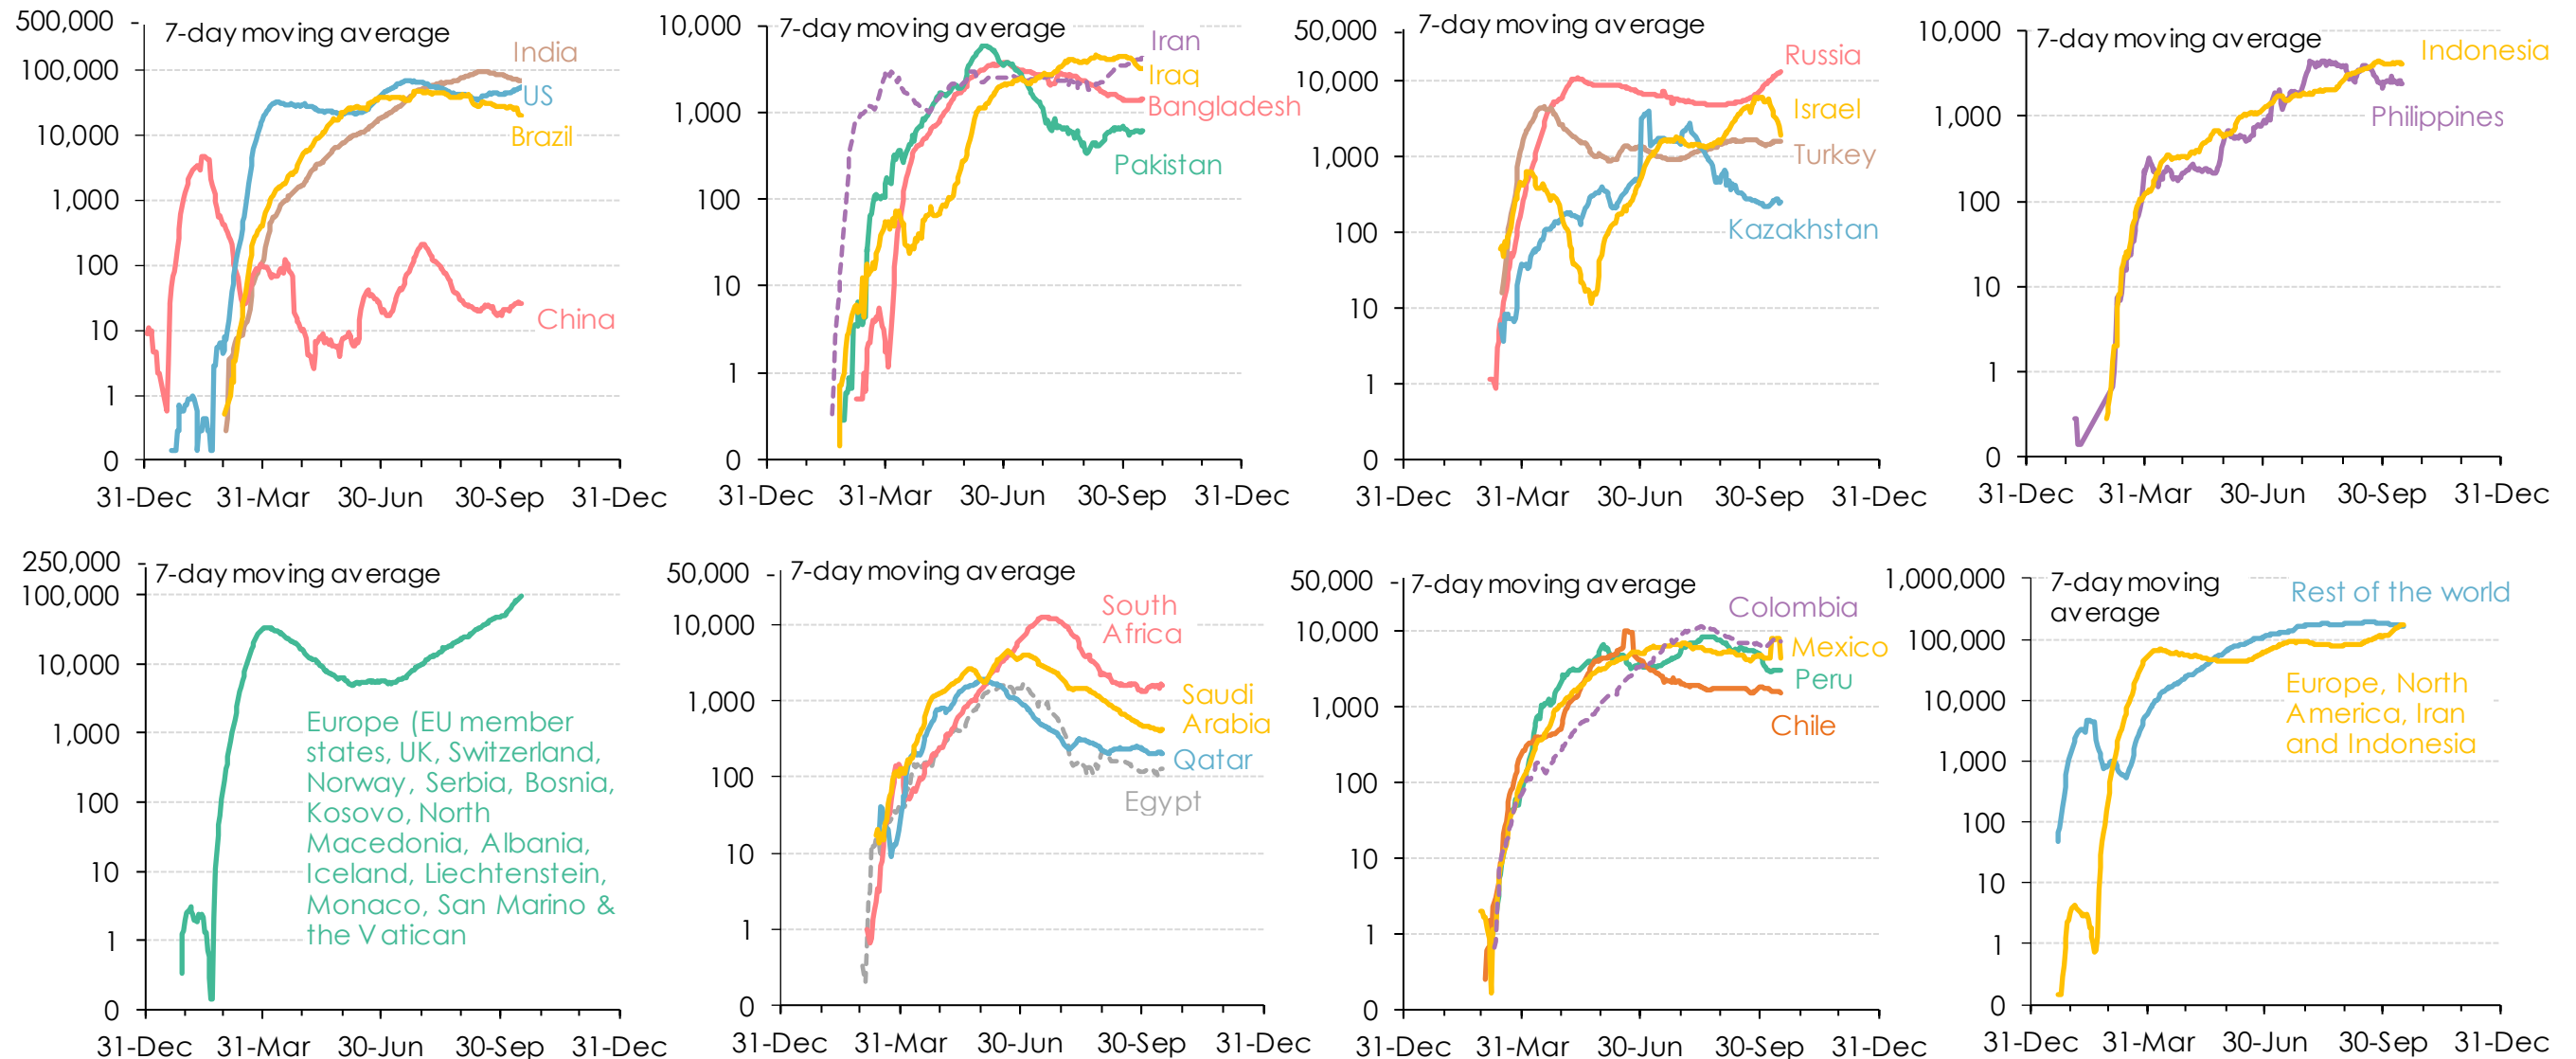 500,000
7-day moving average
100,000
10,000
1,000
100
10
1
0
India
US
Brazil
China
31-Dec 31-Mar 30-Jun 30-Sep 31-Dec
10,000
7-day moving average
1,000
100
10
1
0
Iran
Iraq
Bangladesh
Pakistan
31-Dec 31-Mar 30-Jun 30-Sep 31-Dec
50,000
7-day moving average
10,000
1,000
100
10
1
0
Russia
Israel
Turkey
Kazakhstan
31-Dec 31-Mar 30-Jun 30-Sep 31-Dec
10,000
7-day moving average
1,000
100
10
1
0
Indonesia
Philippines
31-Dec 31-Mar 30-Jun 30-Sep 31-Dec
250,000
7-day moving average
100,000
10,000
1,000
100
10
1
0
Europe (EU member
states, UK, Switzerland,
Norway, Serbia, Bosnia,
Kosovo, North
Macedonia, Albania,
Iceland, Liechtenstein,
Monaco, San Marino &
the Vatican
31-Dec 31-Mar 30-Jun 30-Sep 31-Dec
50,000
7-day moving average
10,000
1,000
100
10
1
0
South
Africa
Saudi
Arabia
Qatar
Egypt
31-Dec 31-Mar 30-Jun 30-Sep 31-Dec
50,000
7-day moving average
10,000
1,000
100
10
1
0
Colombia
Mexico
Peru
Chile
31-Dec 31-Mar 30-Jun 30-Sep 31-Dec
1,000,000
7-day moving
average
100,000
10,000
1,000
100
10
1
0
Rest of the world
Europe, North
America, Iran
and Indonesia
31-Dec 31-Mar 30-Jun 30-Sep 31-Dec